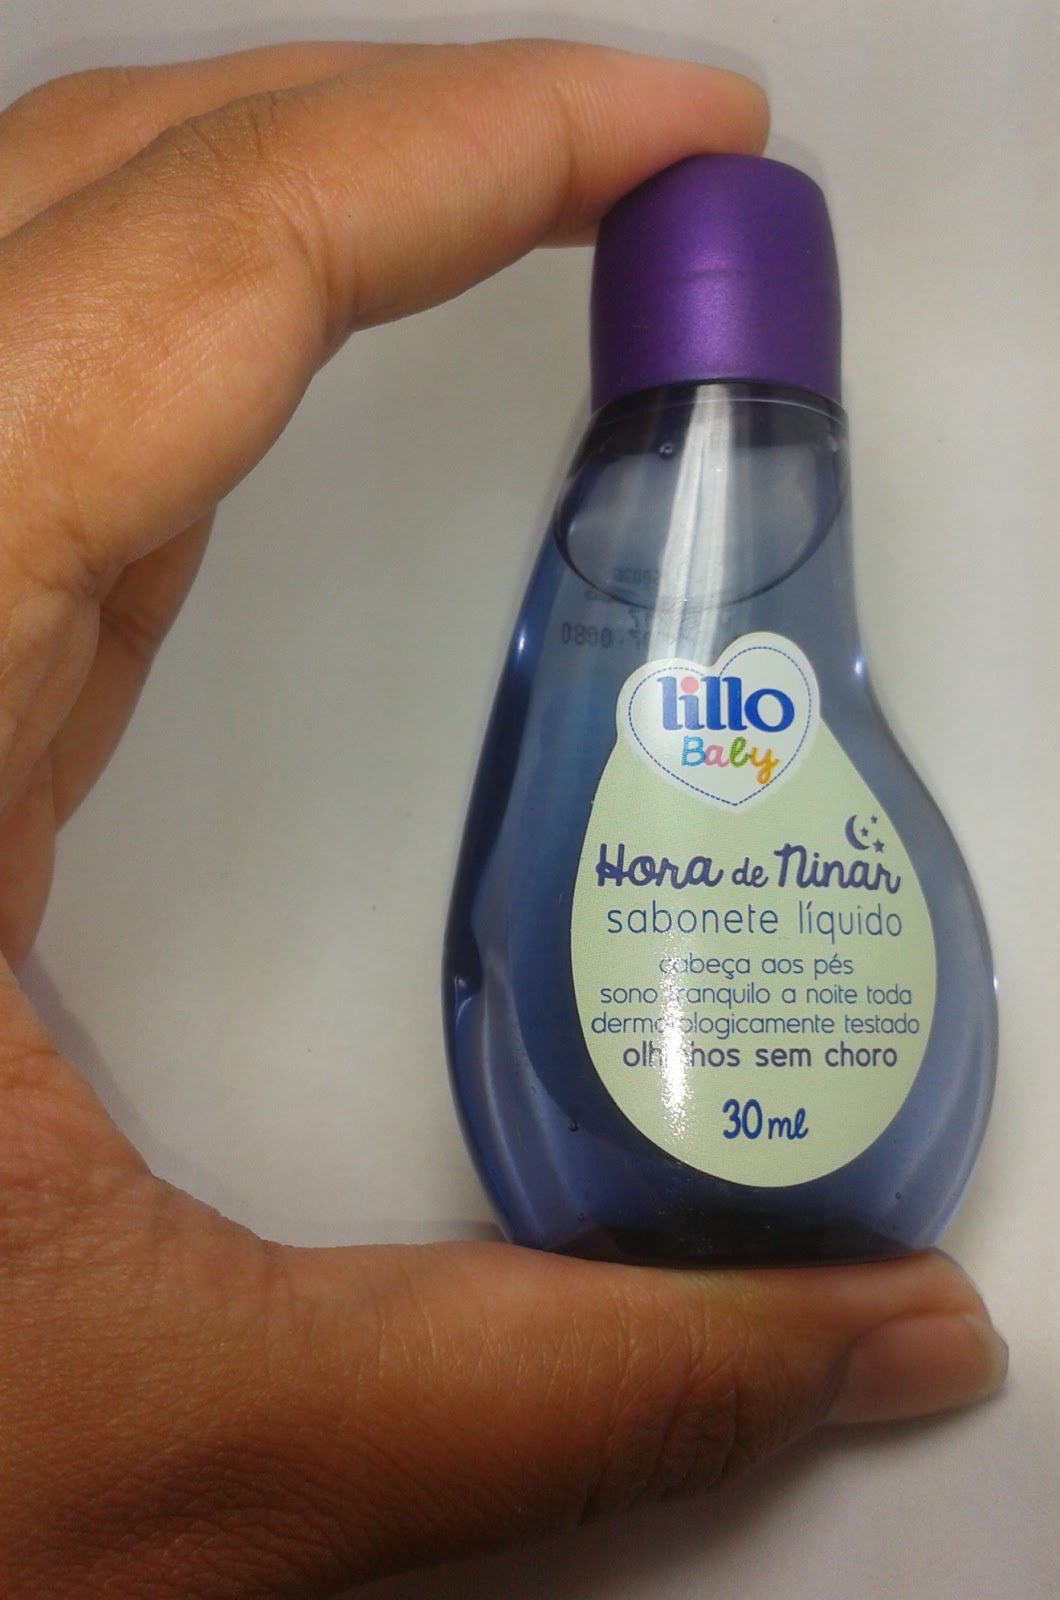 lillo
Baby
Hora de Ninar
sabonete líquido
cabeça aos pés
sono tranquilo a noite toda
dermatologicamente testado
olhinhos sem choro
30ml